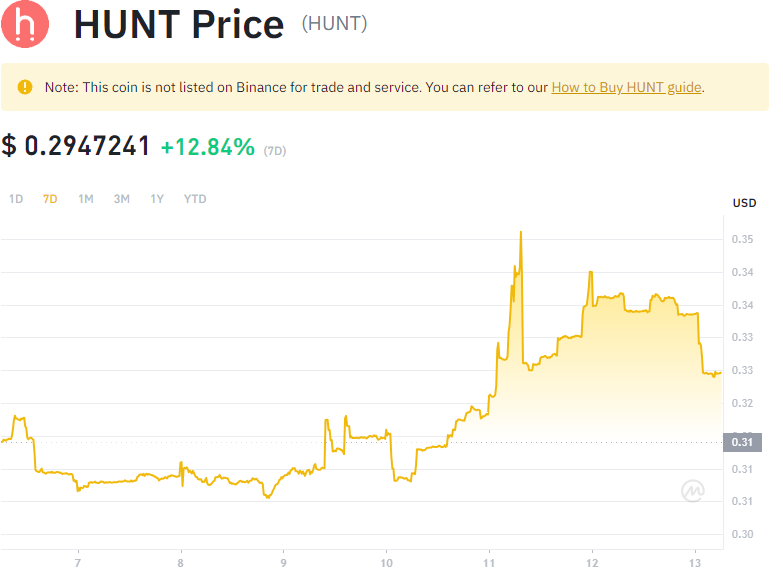 h
HUNT Price (HUNT)
Note: This coin is not listed on Binance for trade and service. You can refer to our How to Buy HUNT guide.
$ 0.2947241 +12.84% (7D)
1D 7D 1M 3M 1Y YTD
USD
0.35
0.34
0.34
0.33
0.33
0.32
0.31
0.31
0.31
0.30
7 8 9 10 11 12 13